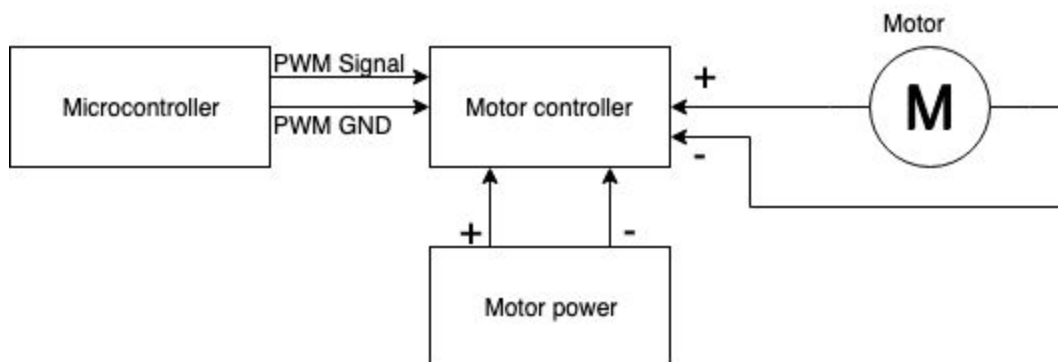 Motor
PWM Signal
Microcontroller
Motor controller
+
M
PWM GND
-
+
-
Motor power